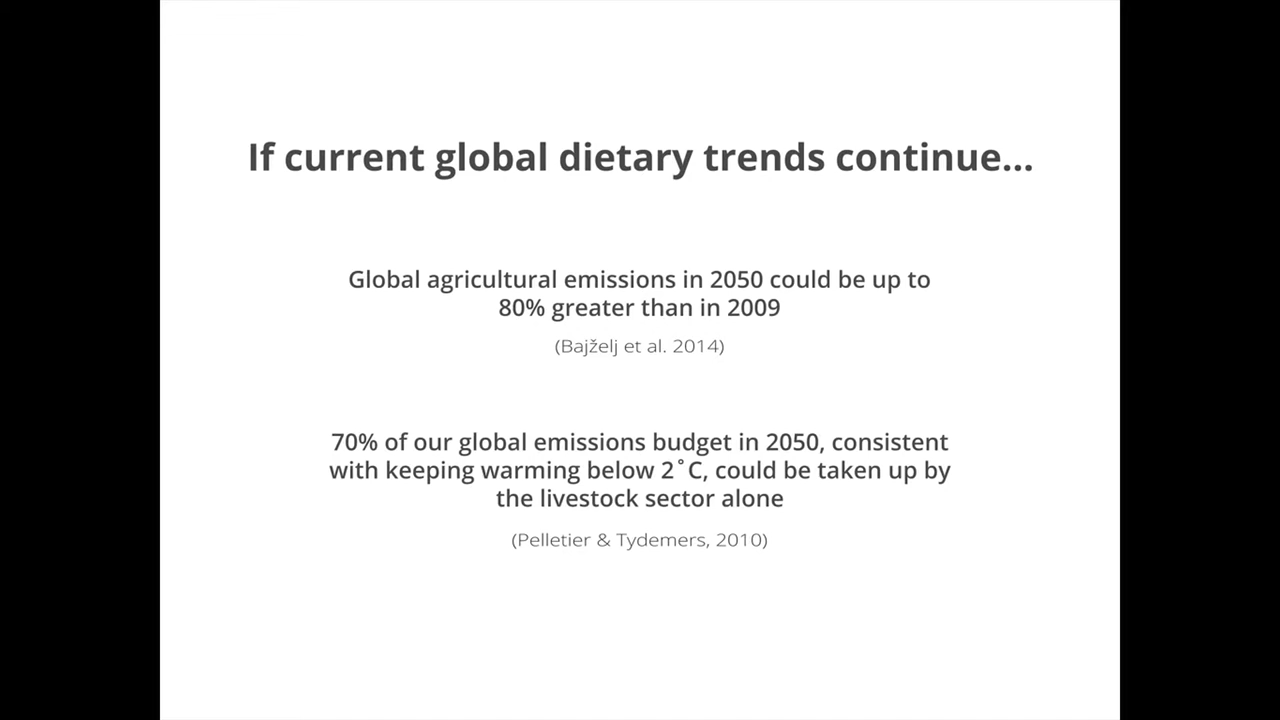 If current global dietary trends continue...
Global agricultural emissions in 2050 could be up to
80% greater than in 2009
(Bajželj et al. 2014)
70% of our global emissions budget in 2050, consistent
with keeping warming below 2˚C, could be taken up by
the livestock sector alone
(Pelletier & Tydemers, 2010)